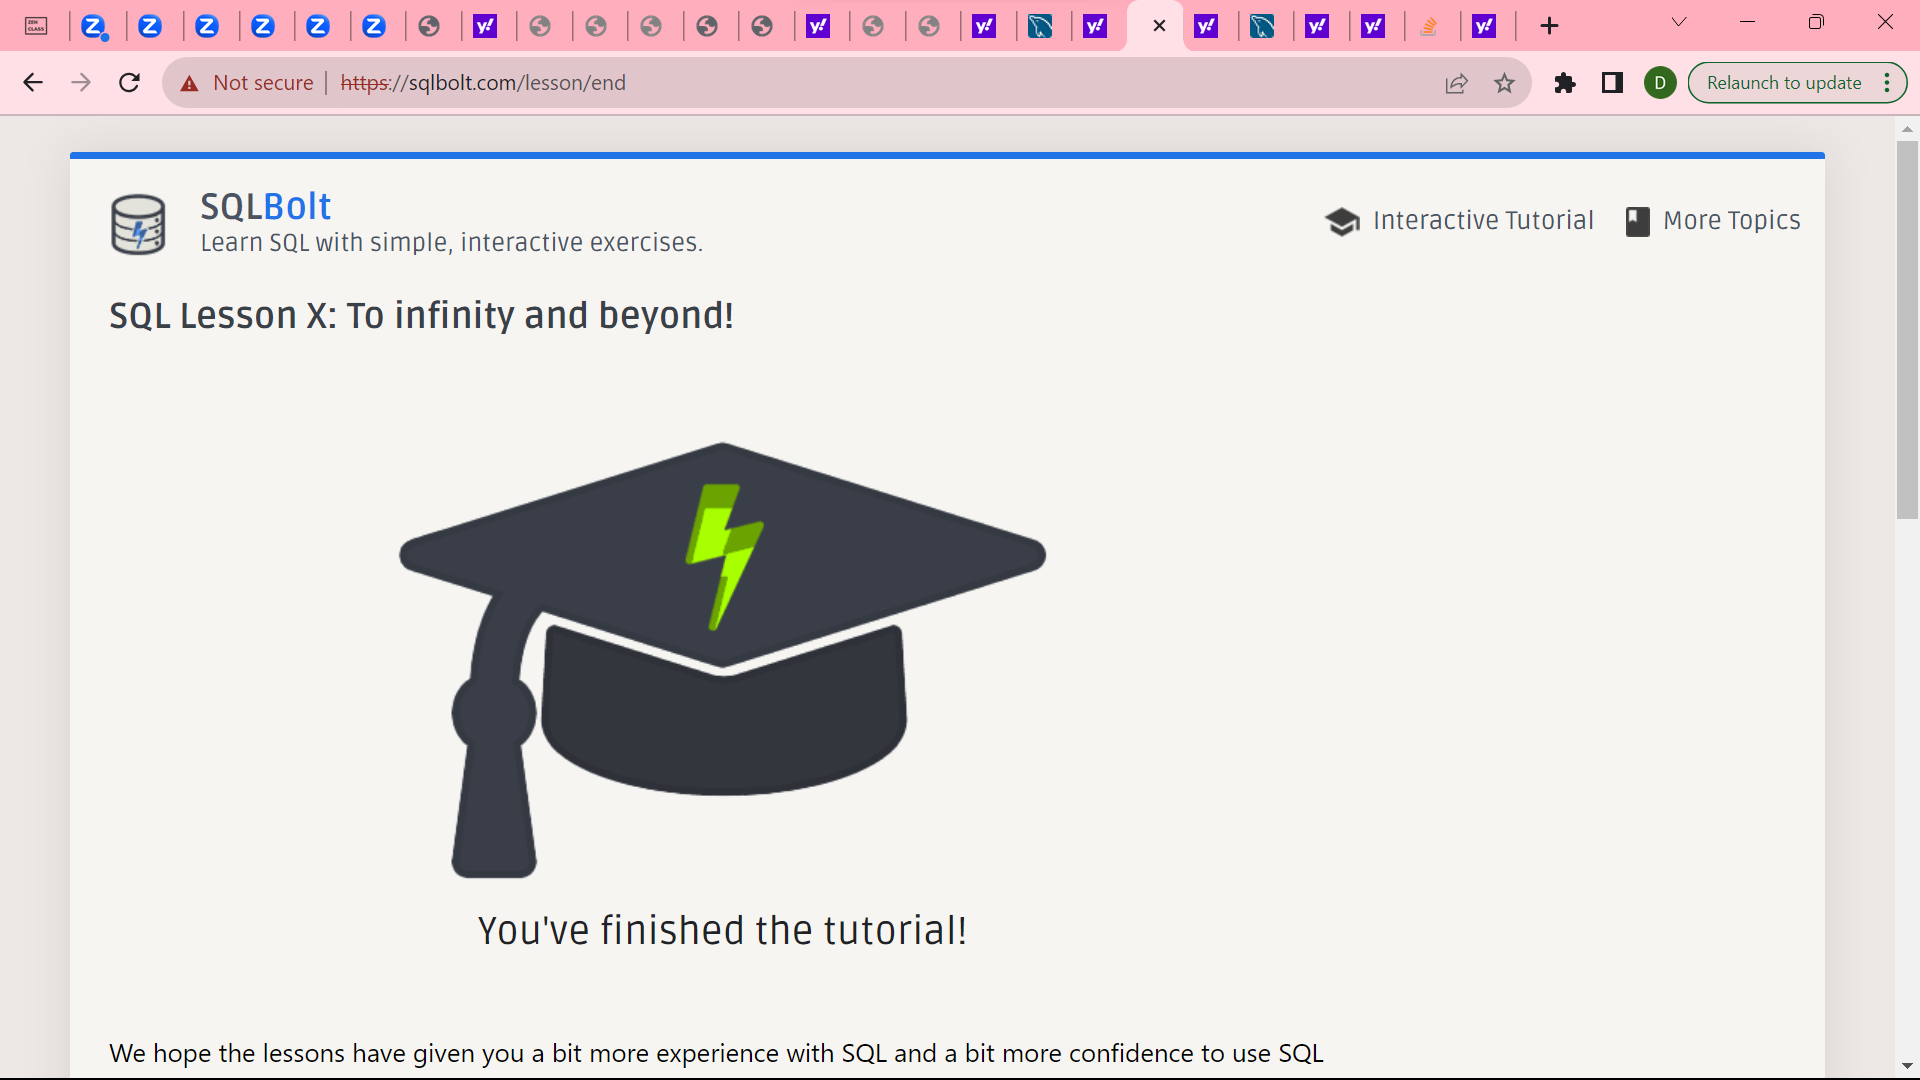 ZEN
CLASS
Not secure
https://sqlbolt.com/lesson/end
D
Relaunch to update
SQLBolt
Learn SQL with simple, interactive exercises.
Interactive Tutorial
More Topics
SQL Lesson X: To infinity and beyond!
You've finished the tutorial!
We hope the lessons have given you a bit more experience with SQL and a bit more confidence to use SQL